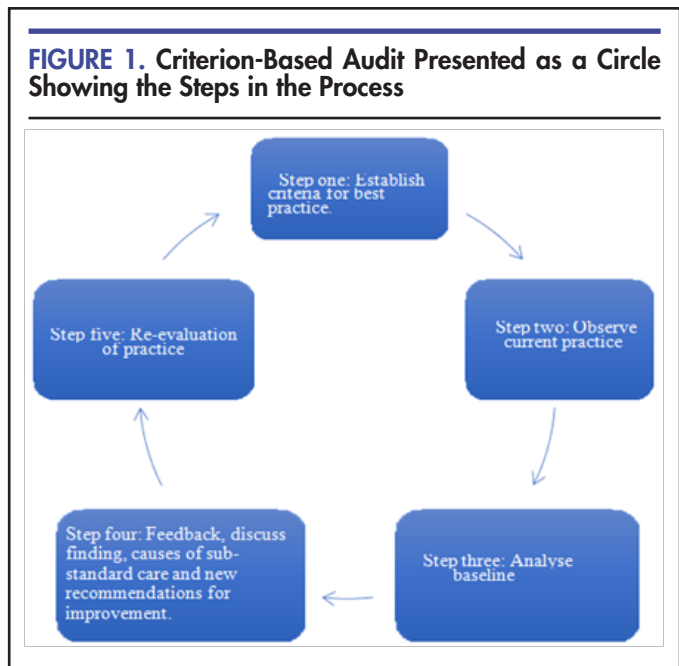 FIGURE 1. Criterion-Based Audit Presented as a Circle
Showing the Steps in the Process
Step one: Establish
criteria for best
practice.
Step two: Observe
current practice
Step three: Analyse
baseline
Step four: Feedback, discuss
finding, causes of sub-
standard care and new
recommendations for
improvement.
Step five: Re-evaluation
of practice